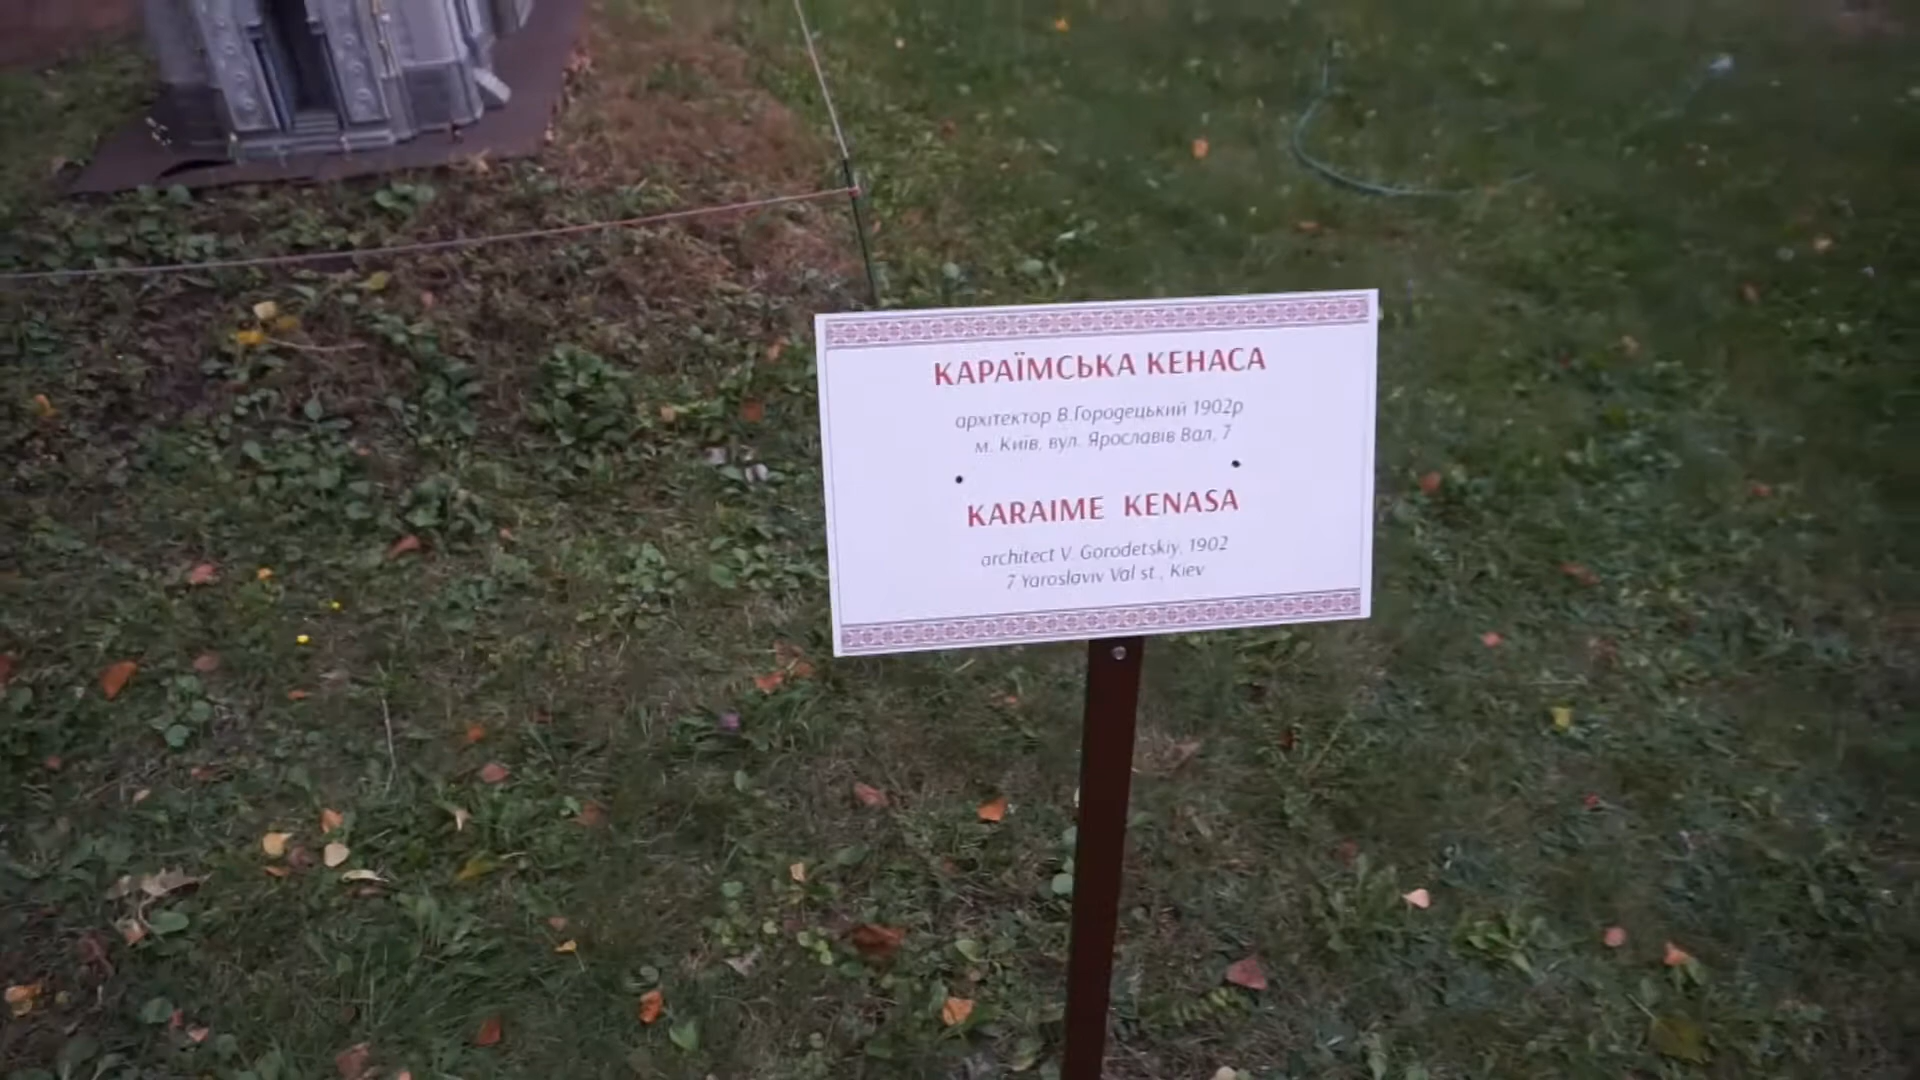 КАРАЇМСЬКА КЕНАСА
архітектор В.Городецький 1902р
м. Київ, вул. Ярославів Вал, 7
KARAIME KENASA
architect V. Gorodetskiy, 1902
7 Yaroslaviv Val st., Kiev